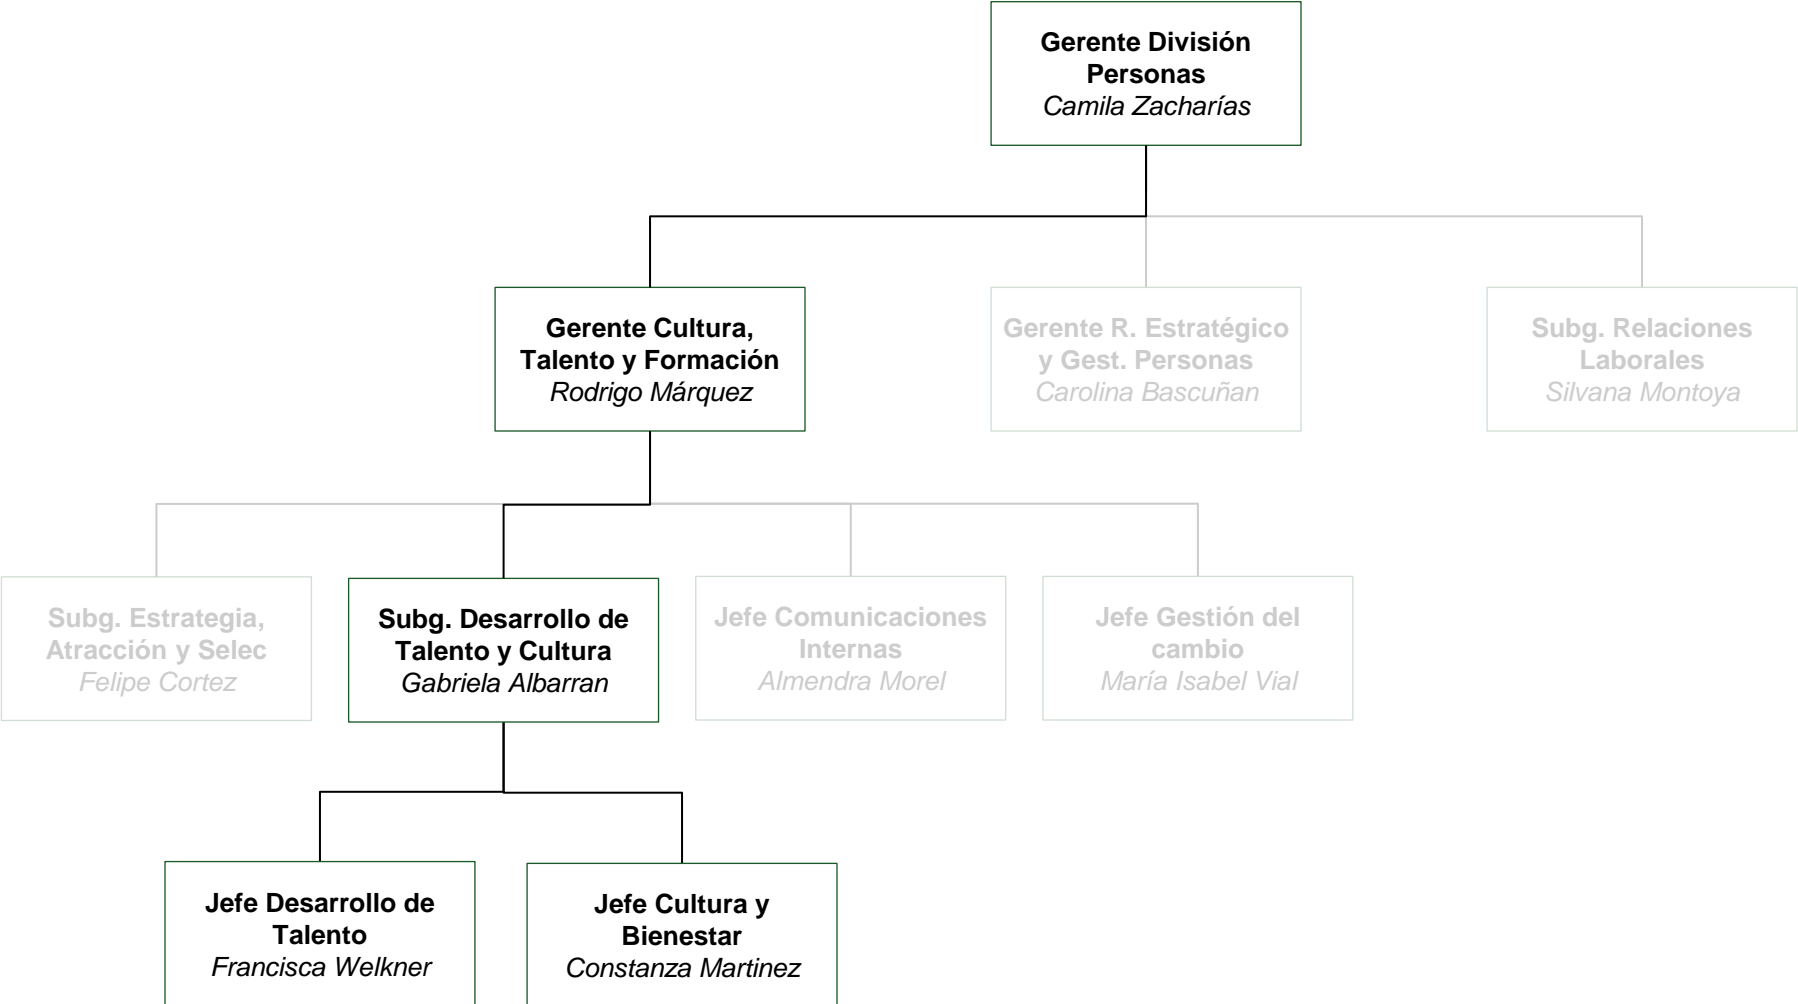 Gerente División
Personas
Camila Zacharías
Gerente Cultura,
Talento y Formación
Rodrigo Márquez
Gerente R. Estratégico
y Gest. Personas
Carolina Bascuñan
Subg. Relaciones
Laborales
Silvana Montoya
Subg. Estrategia,
Atracción y Selec
Felipe Cortez
Subg. Desarrollo de
Talento y Cultura
Gabriela Albarran
Jefe Comunicaciones
Internas
Almendra Morel
Jefe Gestión del
cambio
María Isabel Vial
Jefe Desarrollo de
Talento
Francisca Welkner
Jefe Cultura y
Bienestar
Constanza Martinez